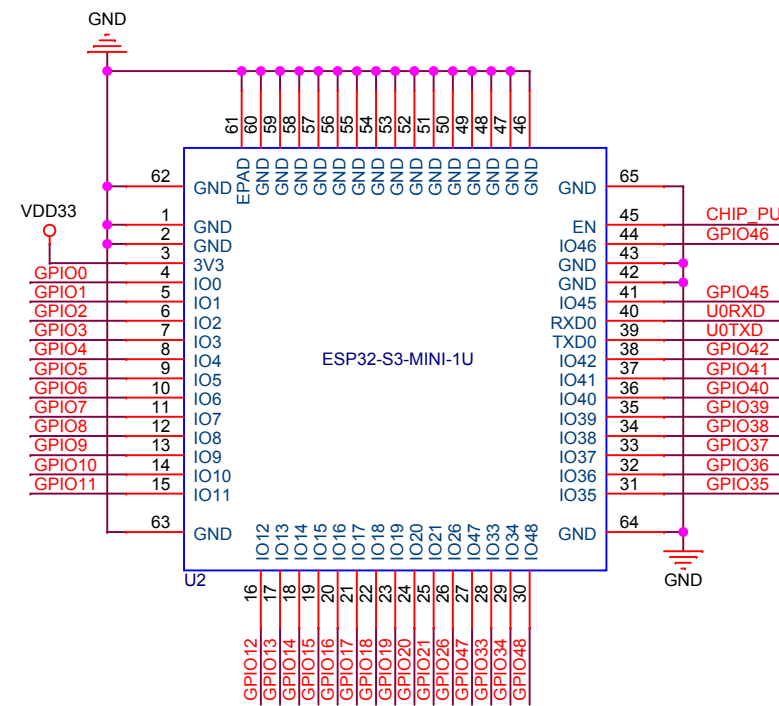 GND
61 60 59 58 57 56 55 54 53 52 51 50 49 48 47 46
EPAD GND GND GND GND GND GND GND GND GND GND GND GND GND GND GND
62 GND GND 65
VDD33
1 GND EN 45 CHIP_PU
2 GND IO46 44 GPIO46
3 3V3 GND 43
GPIO0 4 IO0 GND 42
GPIO1 5 IO1 IO45 41 GPIO45
GPIO2 6 IO2 RXD0 40 U0RXD
GPIO3 7 IO3 TXD0 39 U0TXD
GPIO4 8 IO4 IO42 38 GPIO42
ESP32-S3-MINI-1U
GPIO5 9 IO5 IO41 37 GPIO41
GPIO6 10 IO6 IO40 36 GPIO40
GPIO7 11 IO7 IO39 35 GPIO39
GPIO8 12 IO8 IO38 34 GPIO38
GPIO9 13 IO9 IO37 33 GPIO37
GPIO10 14 IO10 IO36 32 GPIO36
GPIO11 15 IO11 IO35 31 GPIO35
63 GND GND 64
IO12 IO13 IO14 IO15 IO16 IO17 IO18 IO19 IO20 IO21 IO26 IO47 IO33 IO34 IO48
U2
GND
16 17 18 19 20 21 22 23 24 25 26 27 28 29 30
GPIO12 GPIO13 GPIO14 GPIO15 GPIO16 GPIO17 GPIO18 GPIO19 GPIO20 GPIO21 GPIO26 GPIO47 GPIO33 GPIO34 GPIO48